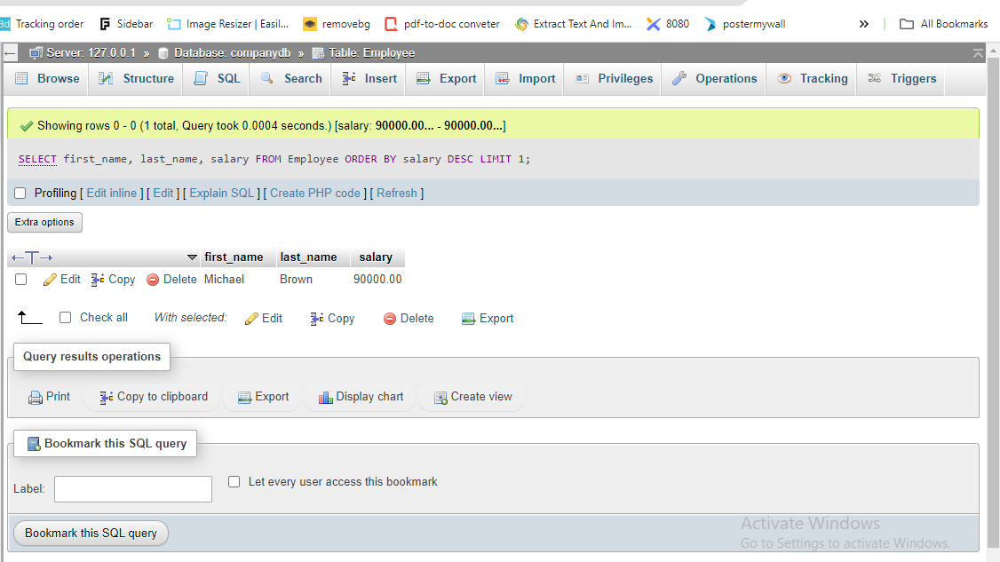 Tracking order Sidebar Image Resizer | Easil... removebg pdf-to-doc conveter Extract Text And Im... 8080 postermywall » All Bookmarks
Server: 127.0.0.1 » Database: companydb » Table: Employee
Browse Structure SQL Search Insert Export Import Privileges Operations Tracking Triggers
Showing rows 0 - 0 (1 total, Query took 0.0004 seconds.) [salary: 90000.00... - 90000.00...]
SELECT first_name, last_name, salary FROM Employee ORDER BY salary DESC LIMIT 1;
Profiling [ Edit inline ] [ Edit ] [ Explain SQL ] [ Create PHP code ] [ Refresh ]
Extra options
←T→ first_name last_name salary
Edit Copy Delete Michael Brown 90000.00
Check all With selected: Edit Copy Delete Export
Query results operations
Print Copy to clipboard Export Display chart Create view
Bookmark this SQL query
Label: Let every user access this bookmark
Bookmark this SQL query
Activate Windows
Go to Settings to activate Windows.